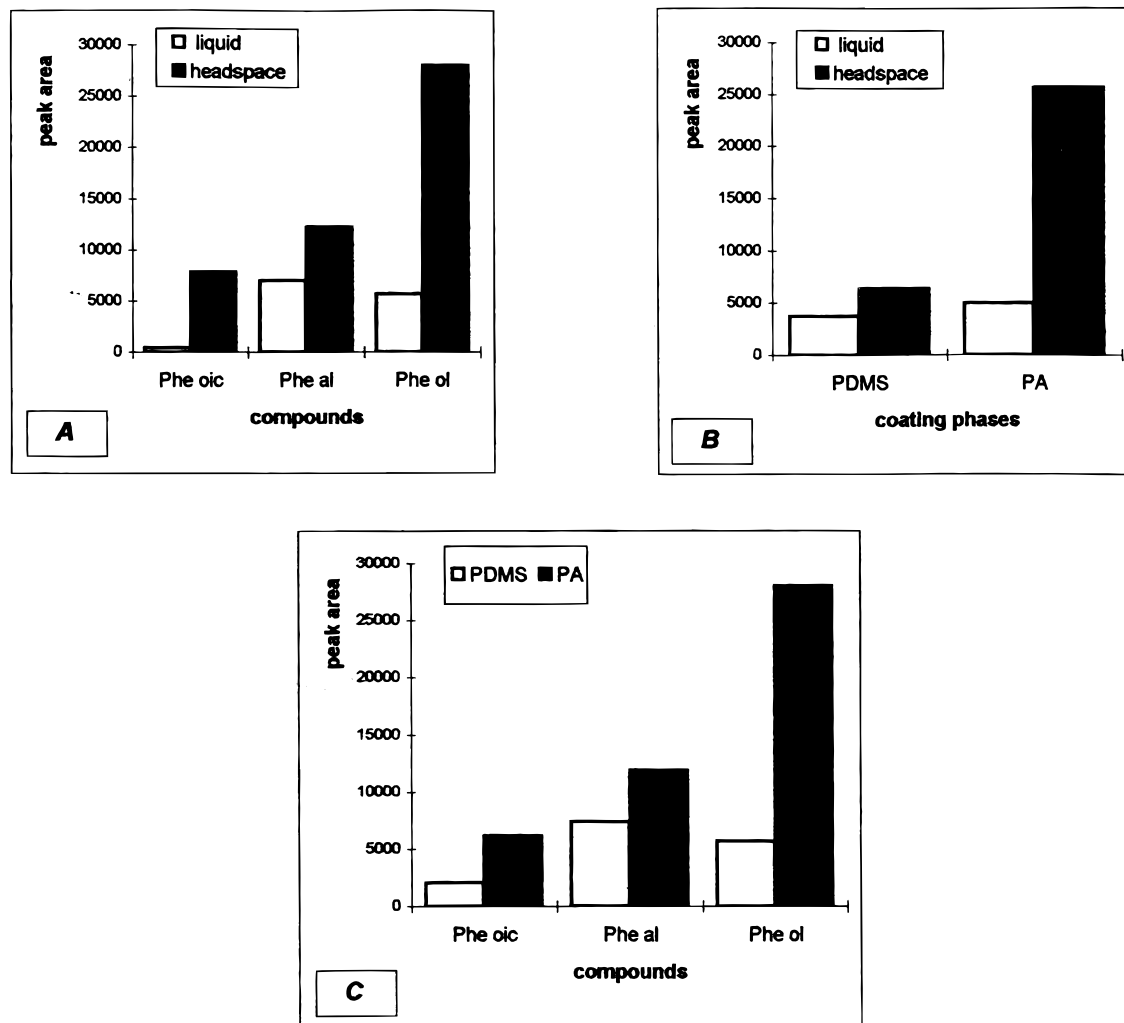 liquid
headspace
peak area
30000
25000
20000
15000
10000
5000
0
Phe oic Phe al Phe ol
compounds
A
liquid
headspace
peak area
30000
25000
20000
15000
10000
5000
0
PDMS PA
coating phases
B
PDMS PA
peak area
30000
25000
20000
15000
10000
5000
0
Phe oic Phe al Phe ol
compounds
C